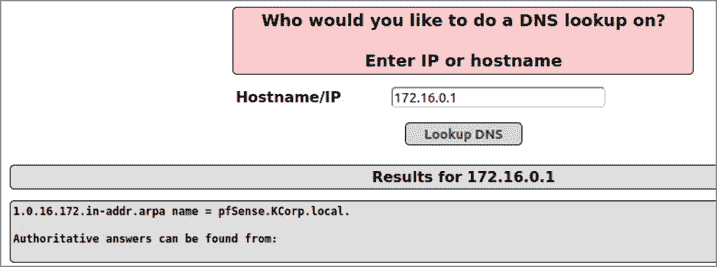 Who would you like to do a DNS lookup on?
Enter IP or hostname
Hostname/IP
172.16.0.1
Lookup DNS
Results for 172.16.0.1
1.0.16.172.in-addr.arpa name = pfSense.KCorp.local.
Authoritative answers can be found from: